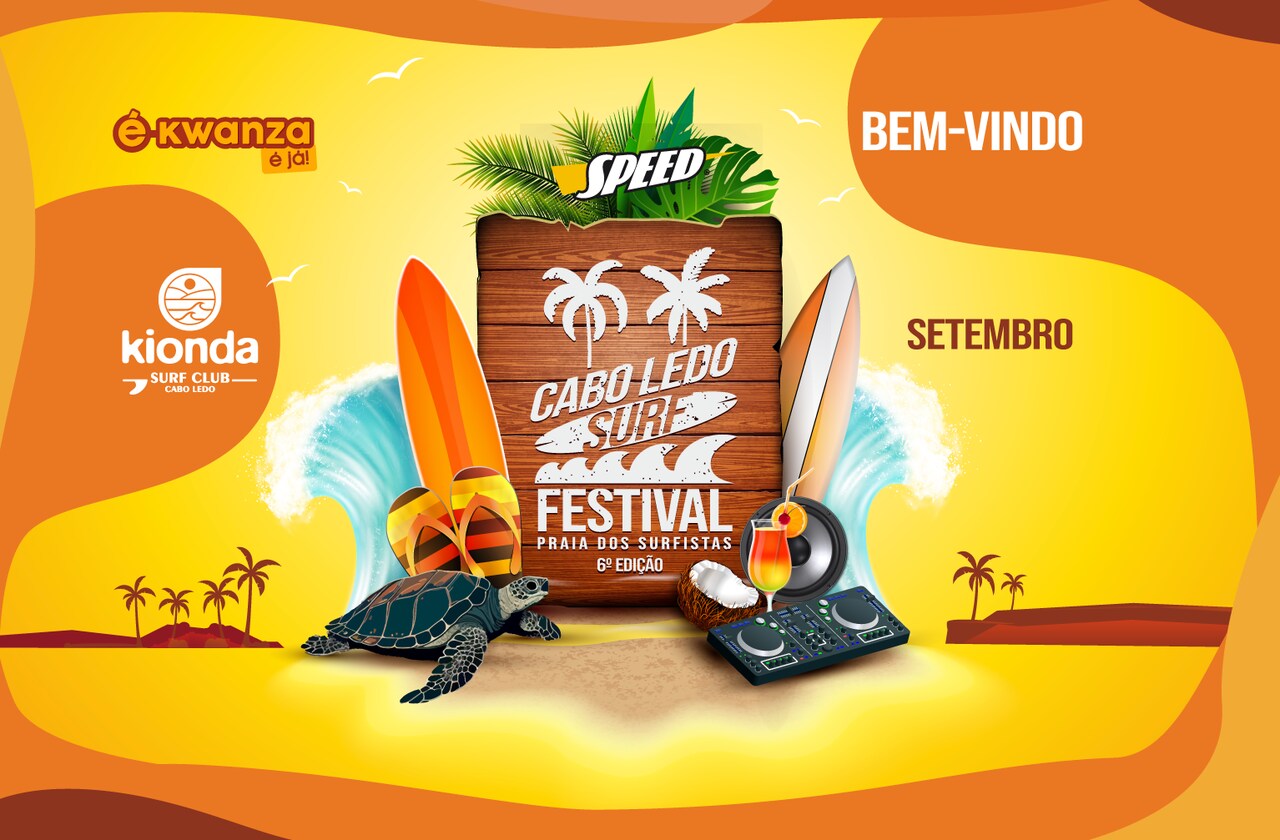 é-kwanza
é já!
BEM-VINDO
SPEED
kionda
SURF CLUB
CABO LEDO
SETEMBRO
CABO LEDO
SURF
FESTIVAL
PRAIA DOS SURFISTAS
6º EDIÇÃO